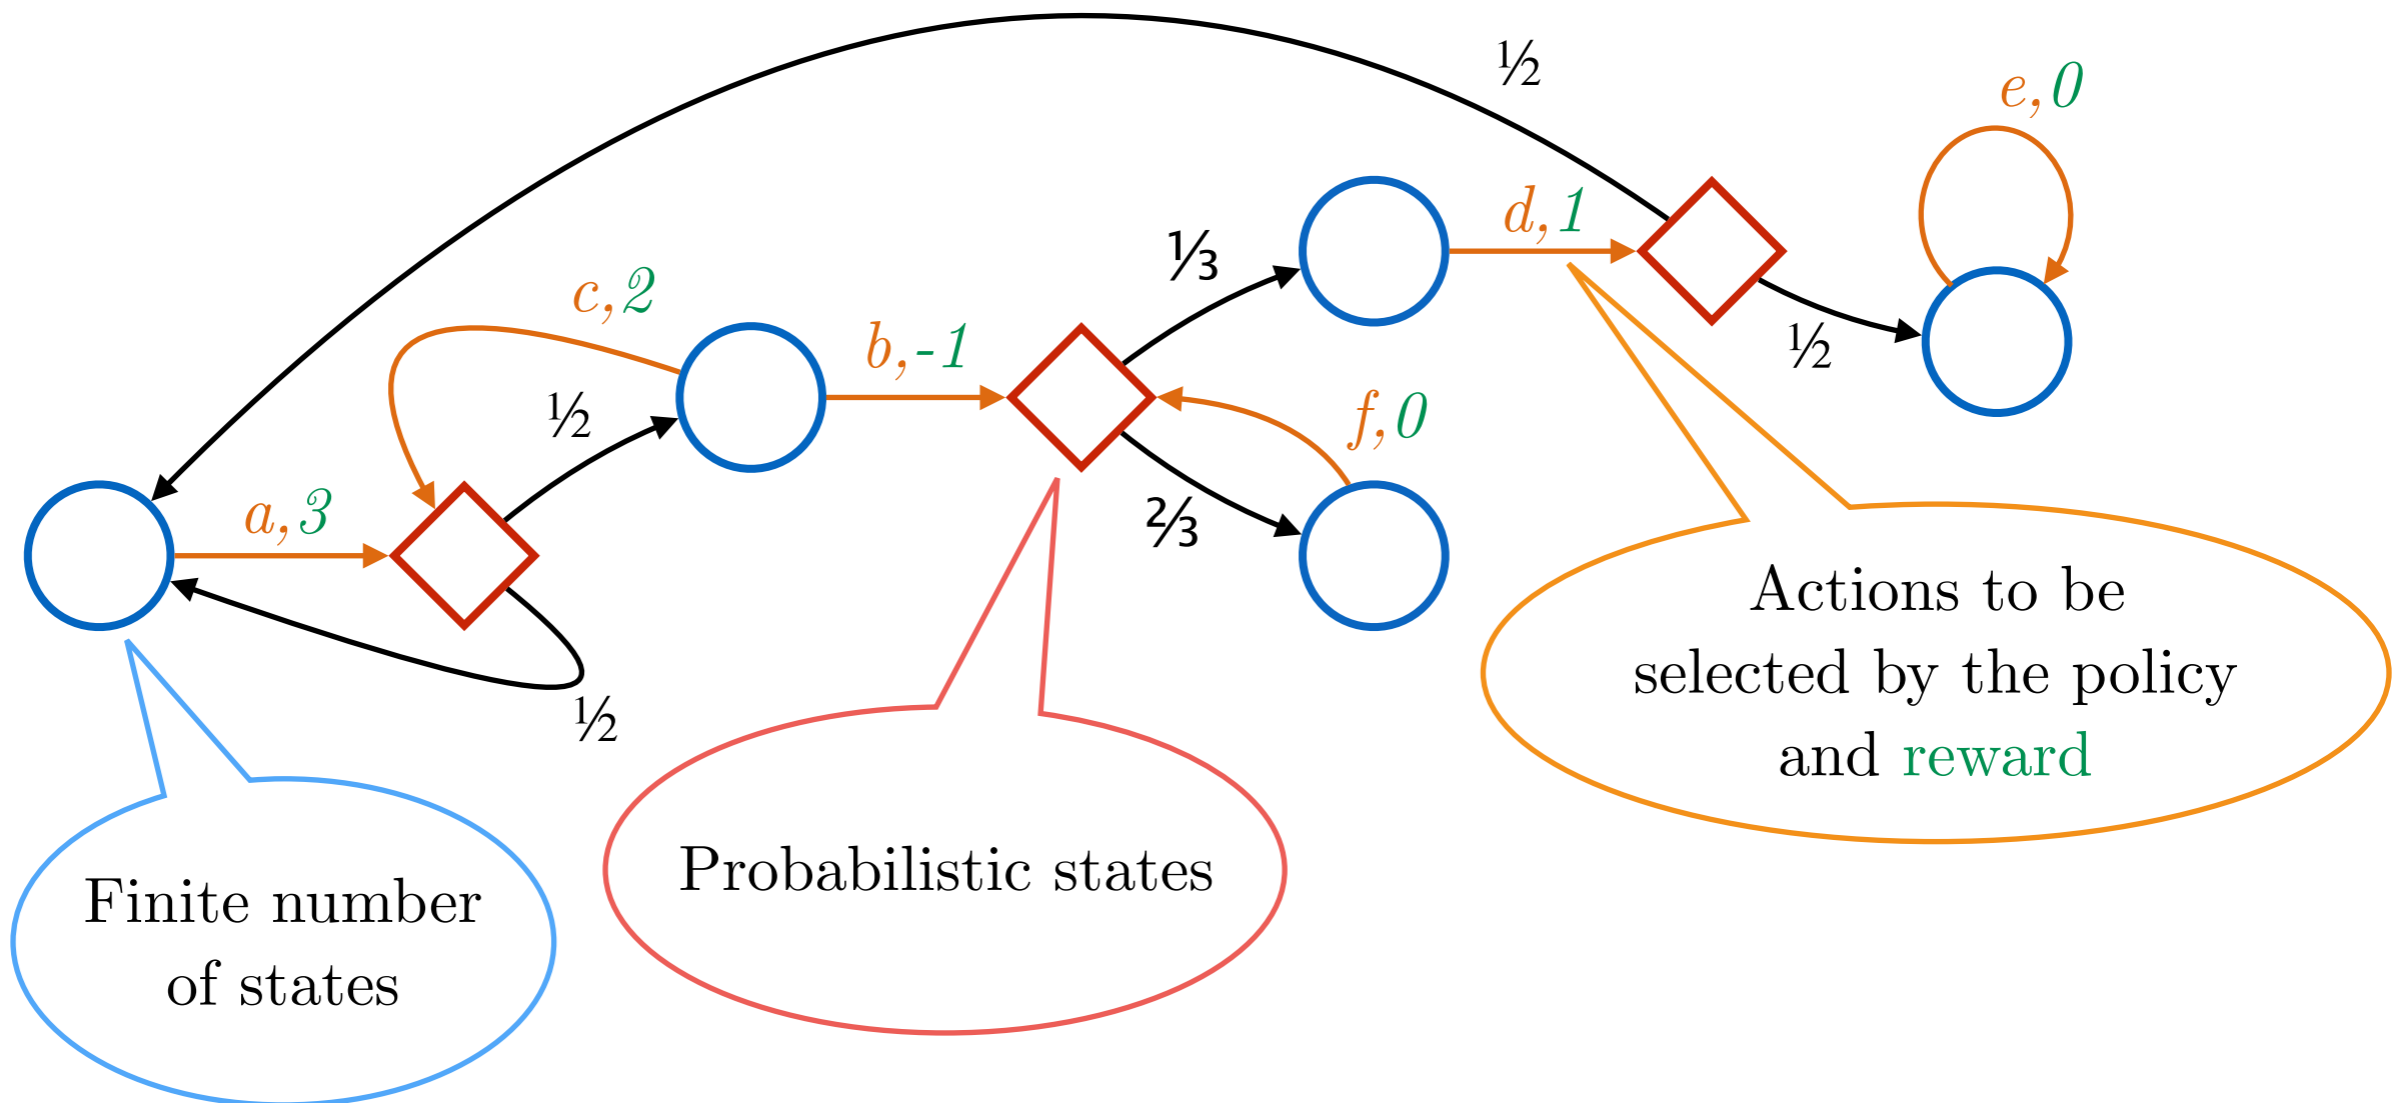 ½
e,0
d,1
⅓
c,2
b,-1
½
½
f,0
a,3
⅔
½
Actions to be
selected by the policy
and reward
Probabilistic states
Finite number
of states